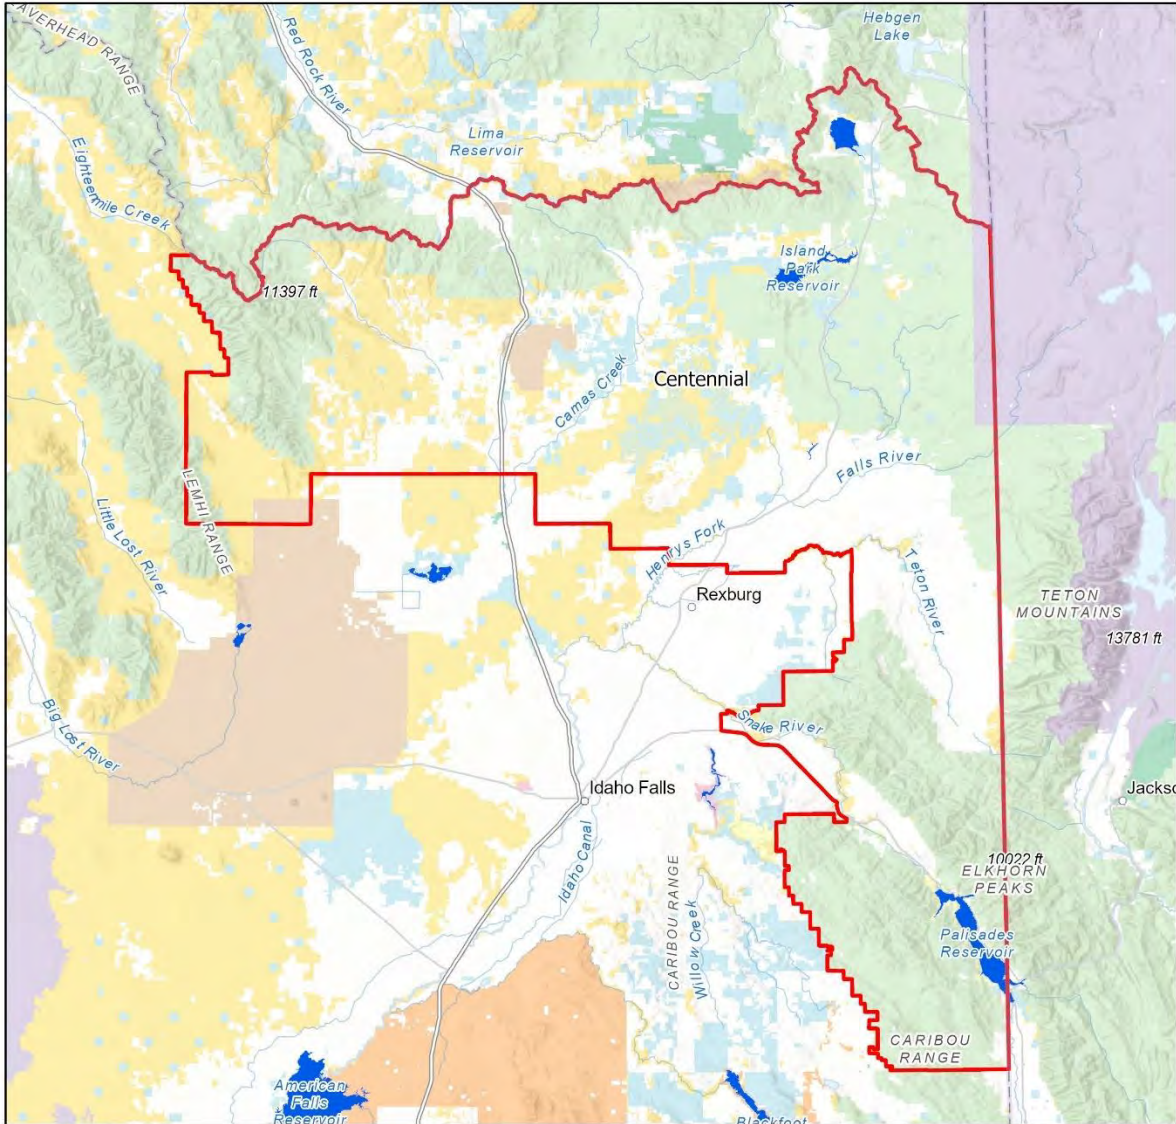 AVERHEAD RANGE
Hebgen
Lake
Red Rock River
Lima
Reservoir
Eighteenmile Creek
Island
Park
Reservoir
11397 ft
Centennial
Camas Creek
Falls River
LEMHI RANGE
Little Lost River
Henrys Fork
Teton River
Rexburg
TETON
MOUNTAINS
13781 ft
Big Lost River
Snake River
Idaho Falls
Jackso
Idaho Canal
CARIBOU RANGE
Willow Creek
10022 ft
ELKHORN
PEAKS
Palisades
Reservoir
CARIBOU
RANGE
American
Falls
Reservoir
Blackfoot